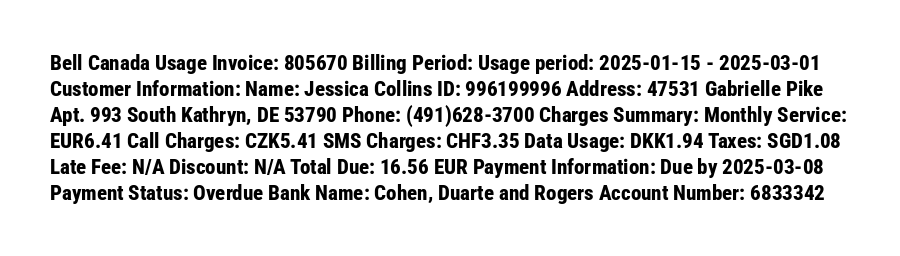 Bell Canada Usage Invoice: 805670 Billing Period: Usage period: 2025-01-15 - 2025-03-01
Customer Information: Name: Jessica Collins ID: 996199996 Address: 47531 Gabrielle Pike
Apt. 993 South Kathryn, DE 53790 Phone: (491)628-3700 Charges Summary: Monthly Service:
EUR6.41 Call Charges: CZK5.41 SMS Charges: CHF3.35 Data Usage: DKK1.94 Taxes: SGD1.08
Late Fee: N/A Discount: N/A Total Due: 16.56 EUR Payment Information: Due by 2025-03-08
Payment Status: Overdue Bank Name: Cohen, Duarte and Rogers Account Number: 6833342